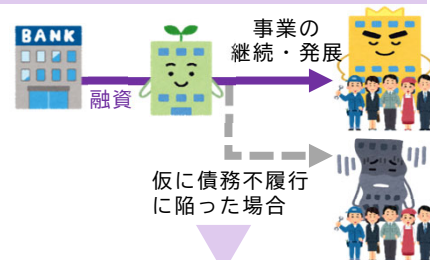 BANK
事業の
継続・発展
融資
仮に債務不履行
に陥った場合